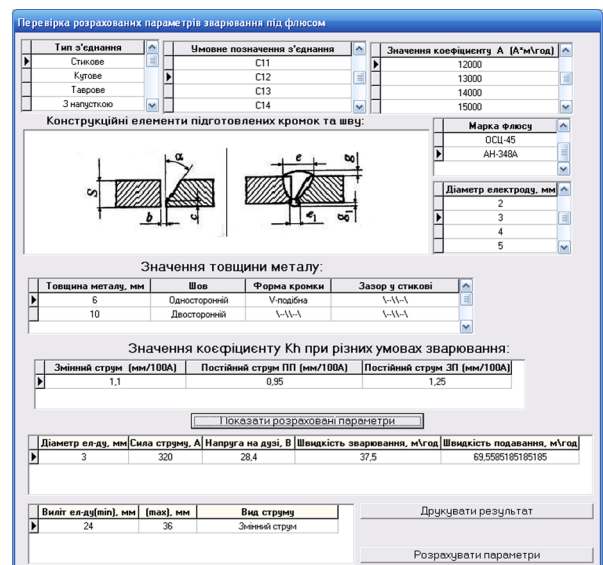 Перевірка розрахованих параметрів зварювання під флюсом
Тип з'єднання
Стикове
Кутове
Таврове
З напусткою
Умовне позначення з'єднання
С11
С12
С13
С14
Значення коефіцієнту А (А*м\год)
12000
13000
14000
15000
Конструкційні елементи підготовлених кромок та шву:
Марка флюсу
ОСЦ-45
АН-348А
S
α
b
c
e
g
e1
g1
Діаметр електроду, мм
2
3
4
5
Значення товщини металу:
Товщина металу, мм Шов Форма кромки Зазор у стикові
6 Односторонній V-подібна \--\\--\
10 Двосторонній \--\\--\ \--\\--\
Значення коєфіцієнту Kh при різних умовах зварювання:
Змінний струм (мм/100А) Постійний струм ПП (мм/100А) Постійний струм ЗП (мм/100А)
1,1 0,95 1,25
Показати розраховані параметри
Діаметр ел-ду, мм Сила струму, А Напруга на дузі, В Швидкість зварювання, м\год Швидкість подавання, м\год
3 320 28,4 37,5 69,5585185185185
Виліт ел-ду(min), мм (max), мм Вид струму
24 36 Змінний струм
Друкувати результат
Розрахувати параметри